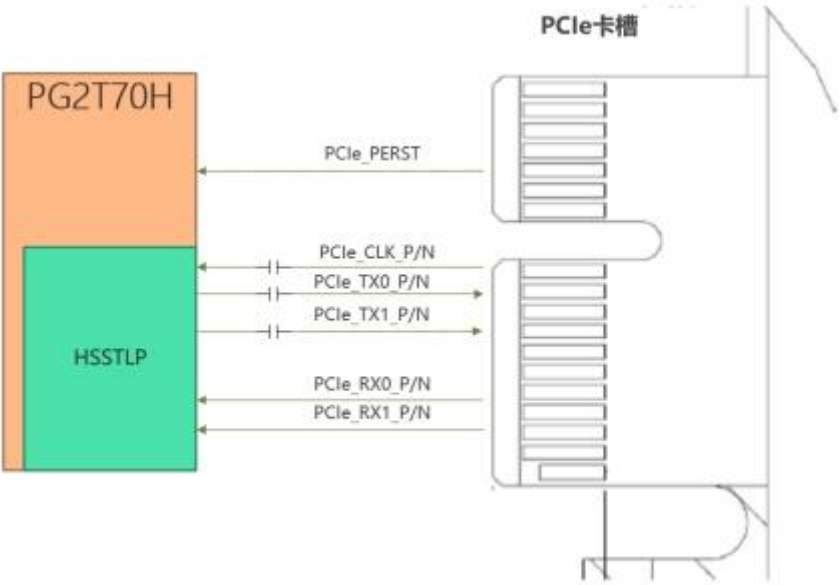 PCIe卡槽
PG2T70H
PCIe_PERST
PCIe_CLK_P/N
PCIe_TX0_P/N
PCIe_TX1_P/N
HSSTLP
PCIe_RX0_P/N
PCIe_RX1_P/N